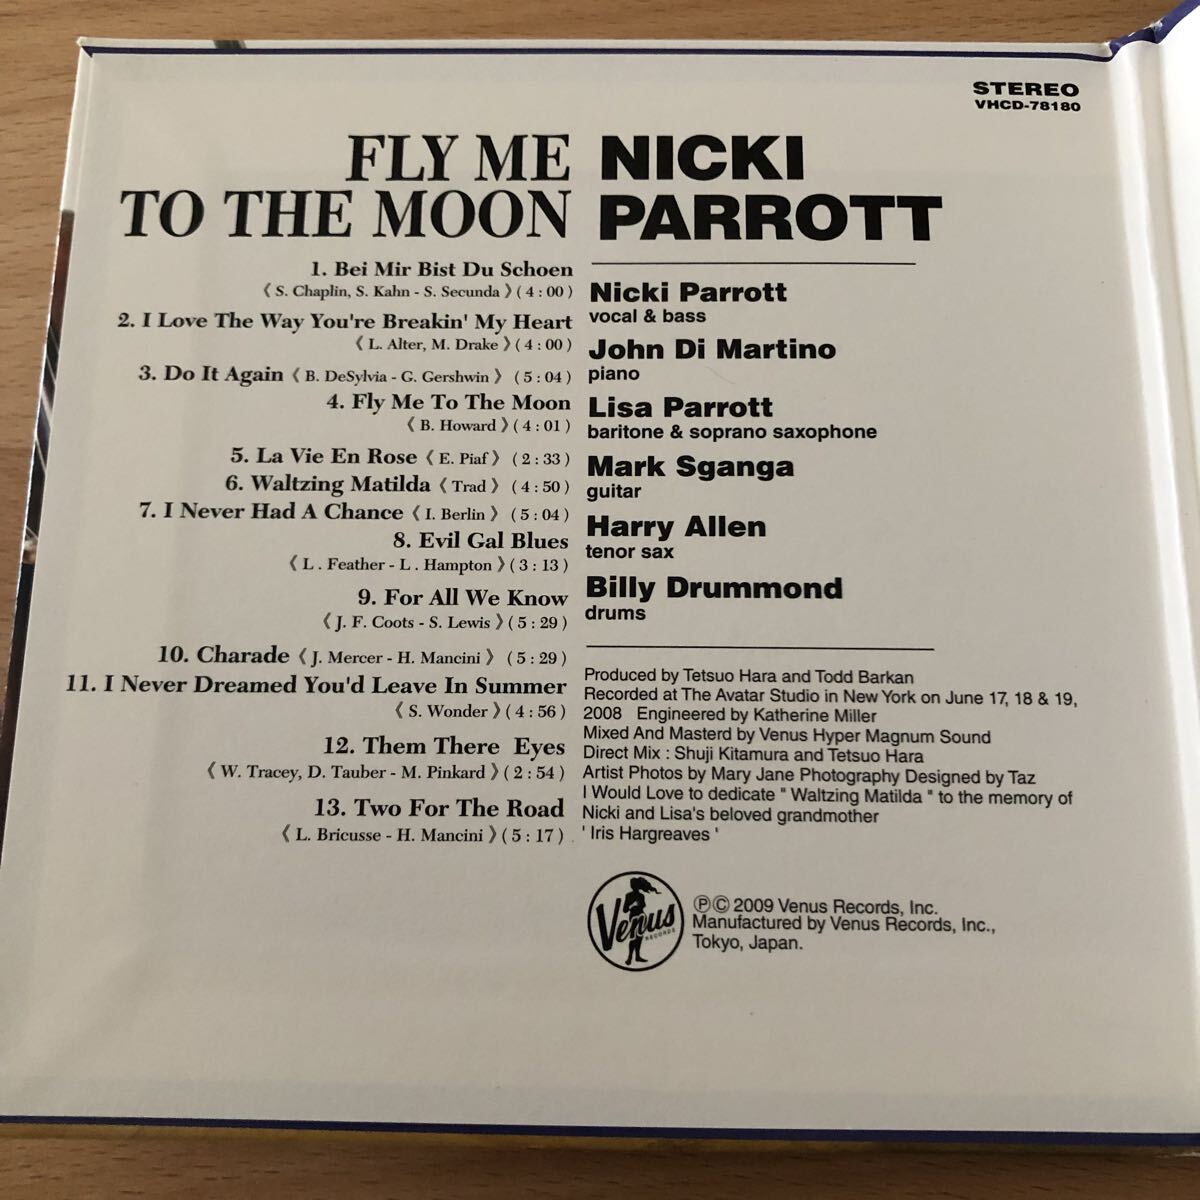 STEREO
VHCD-78180
FLY ME
TO THE MOON
NICKI
PARROTT
1. Bei Mir Bist Du Schoen
《 S. Chaplin, S. Kahn - S. Secunda 》( 4 : 00 )
2. I Love The Way You're Breakin' My Heart
《 L. Alter, M. Drake 》( 4 : 00 )
3. Do It Again《 B. DeSylvia - G. Gershwin 》 ( 5 : 04 )
4. Fly Me To The Moon
《 B. Howard 》( 4 : 01 )
5. La Vie En Rose《 E. Piaf 》 ( 2 : 33 )
6. Waltzing Matilda《 Trad 》 ( 4 : 50 )
7. I Never Had A Chance《 I. Berlin 》 ( 5 : 04 )
8. Evil Gal Blues
《 L . Feather - L . Hampton 》( 3 : 13 )
9. For All We Know
《 J. F. Coots - S. Lewis 》( 5 : 29 )
10. Charade《 J. Mercer - H. Mancini 》 ( 5 : 29 )
11. I Never Dreamed You'd Leave In Summer
《 S. Wonder 》( 4 : 56 )
12. Them There Eyes
《 W. Tracey, D. Tauber - M. Pinkard 》( 2 : 54 )
13. Two For The Road
《 L. Bricusse - H. Mancini 》( 5 : 17 )
Nicki Parrott
vocal & bass
John Di Martino
piano
Lisa Parrott
baritone & soprano saxophone
Mark Sganga
guitar
Harry Allen
tenor sax
Billy Drummond
drums
Produced by Tetsuo Hara and Todd Barkan
Recorded at The Avatar Studio in New York on June 17, 18 & 19,
2008 Engineered by Katherine Miller
Mixed And Masterd by Venus Hyper Magnum Sound
Direct Mix : Shuji Kitamura and Tetsuo Hara
Artist Photos by Mary Jane Photography Designed by Taz
I Would Love to dedicate " Waltzing Matilda " to the memory of
Nicki and Lisa's beloved grandmother
' Iris Hargreaves '
Venus
RECORDS
℗© 2009 Venus Records, Inc.
Manufactured by Venus Records, Inc.,
Tokyo, Japan.